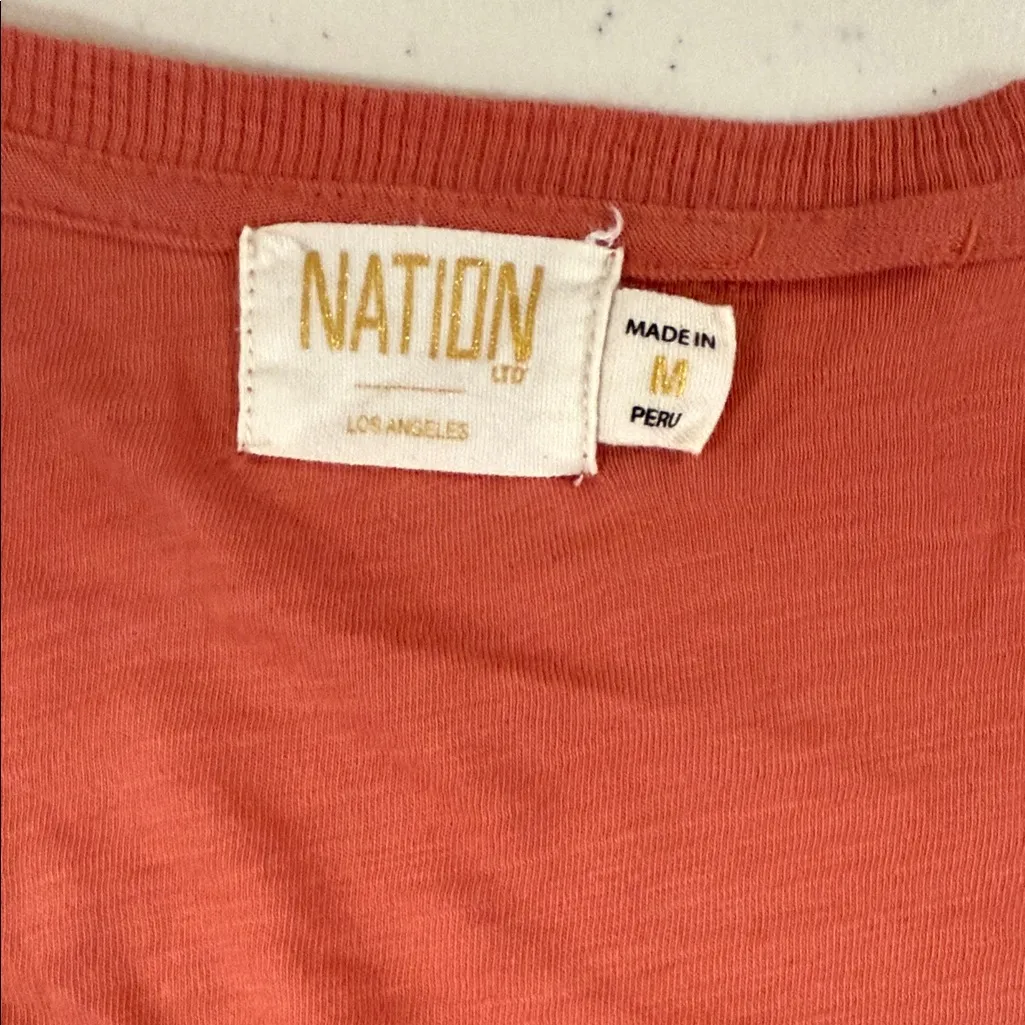 NATION
LTD
LOS ANGELES
MADE IN
M
PERU